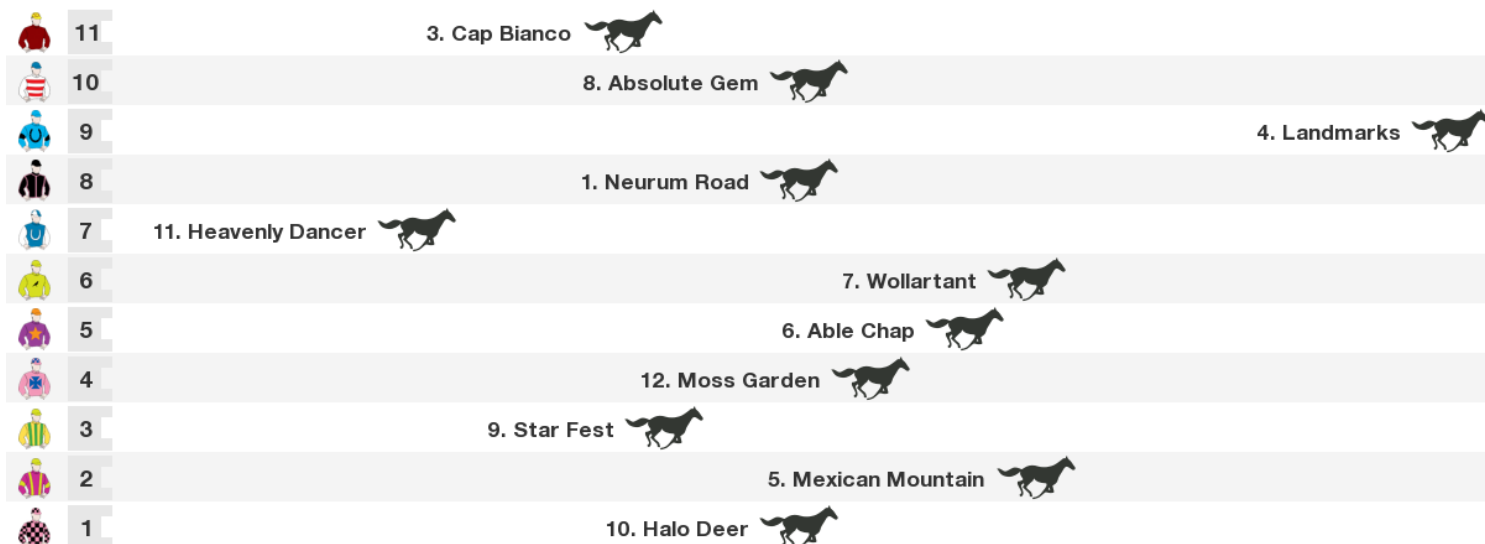 11 3. Cap Bianco
10 8. Absolute Gem
9 4. Landmarks
8 1. Neurum Road
7 11. Heavenly Dancer
6 7. Wollartant
5 6. Able Chap
4 12. Moss Garden
3 9. Star Fest
2 5. Mexican Mountain
1 10. Halo Deer